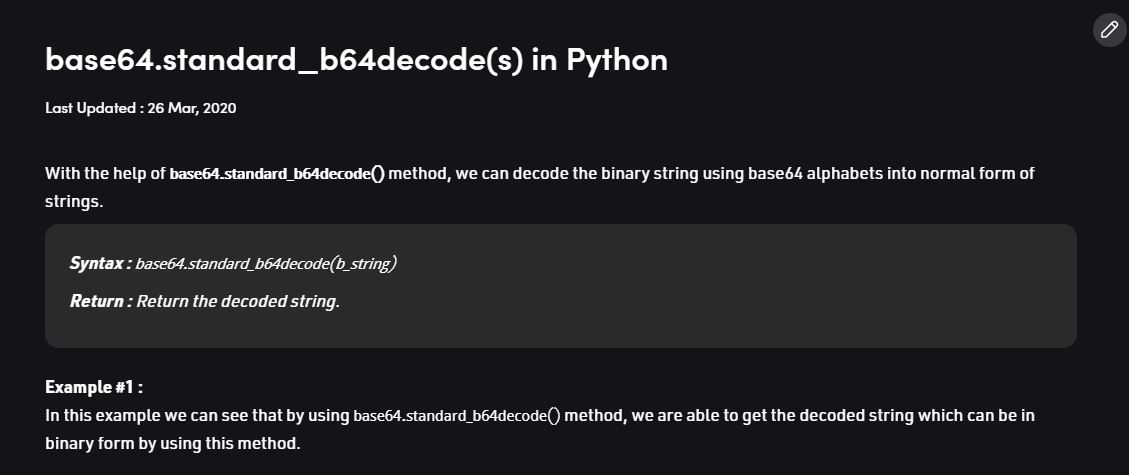 base64.standard_b64decode(s) in Python
Last Updated : 26 Mar, 2020
With the help of base64.standard_b64decode() method, we can decode the binary string using base64 alphabets into normal form of
strings.
Syntax : base64.standard_b64decode(b_string)
Return : Return the decoded string.
Example #1 :
In this example we can see that by using base64.standard_b64decode() method, we are able to get the decoded string which can be in
binary form by using this method.